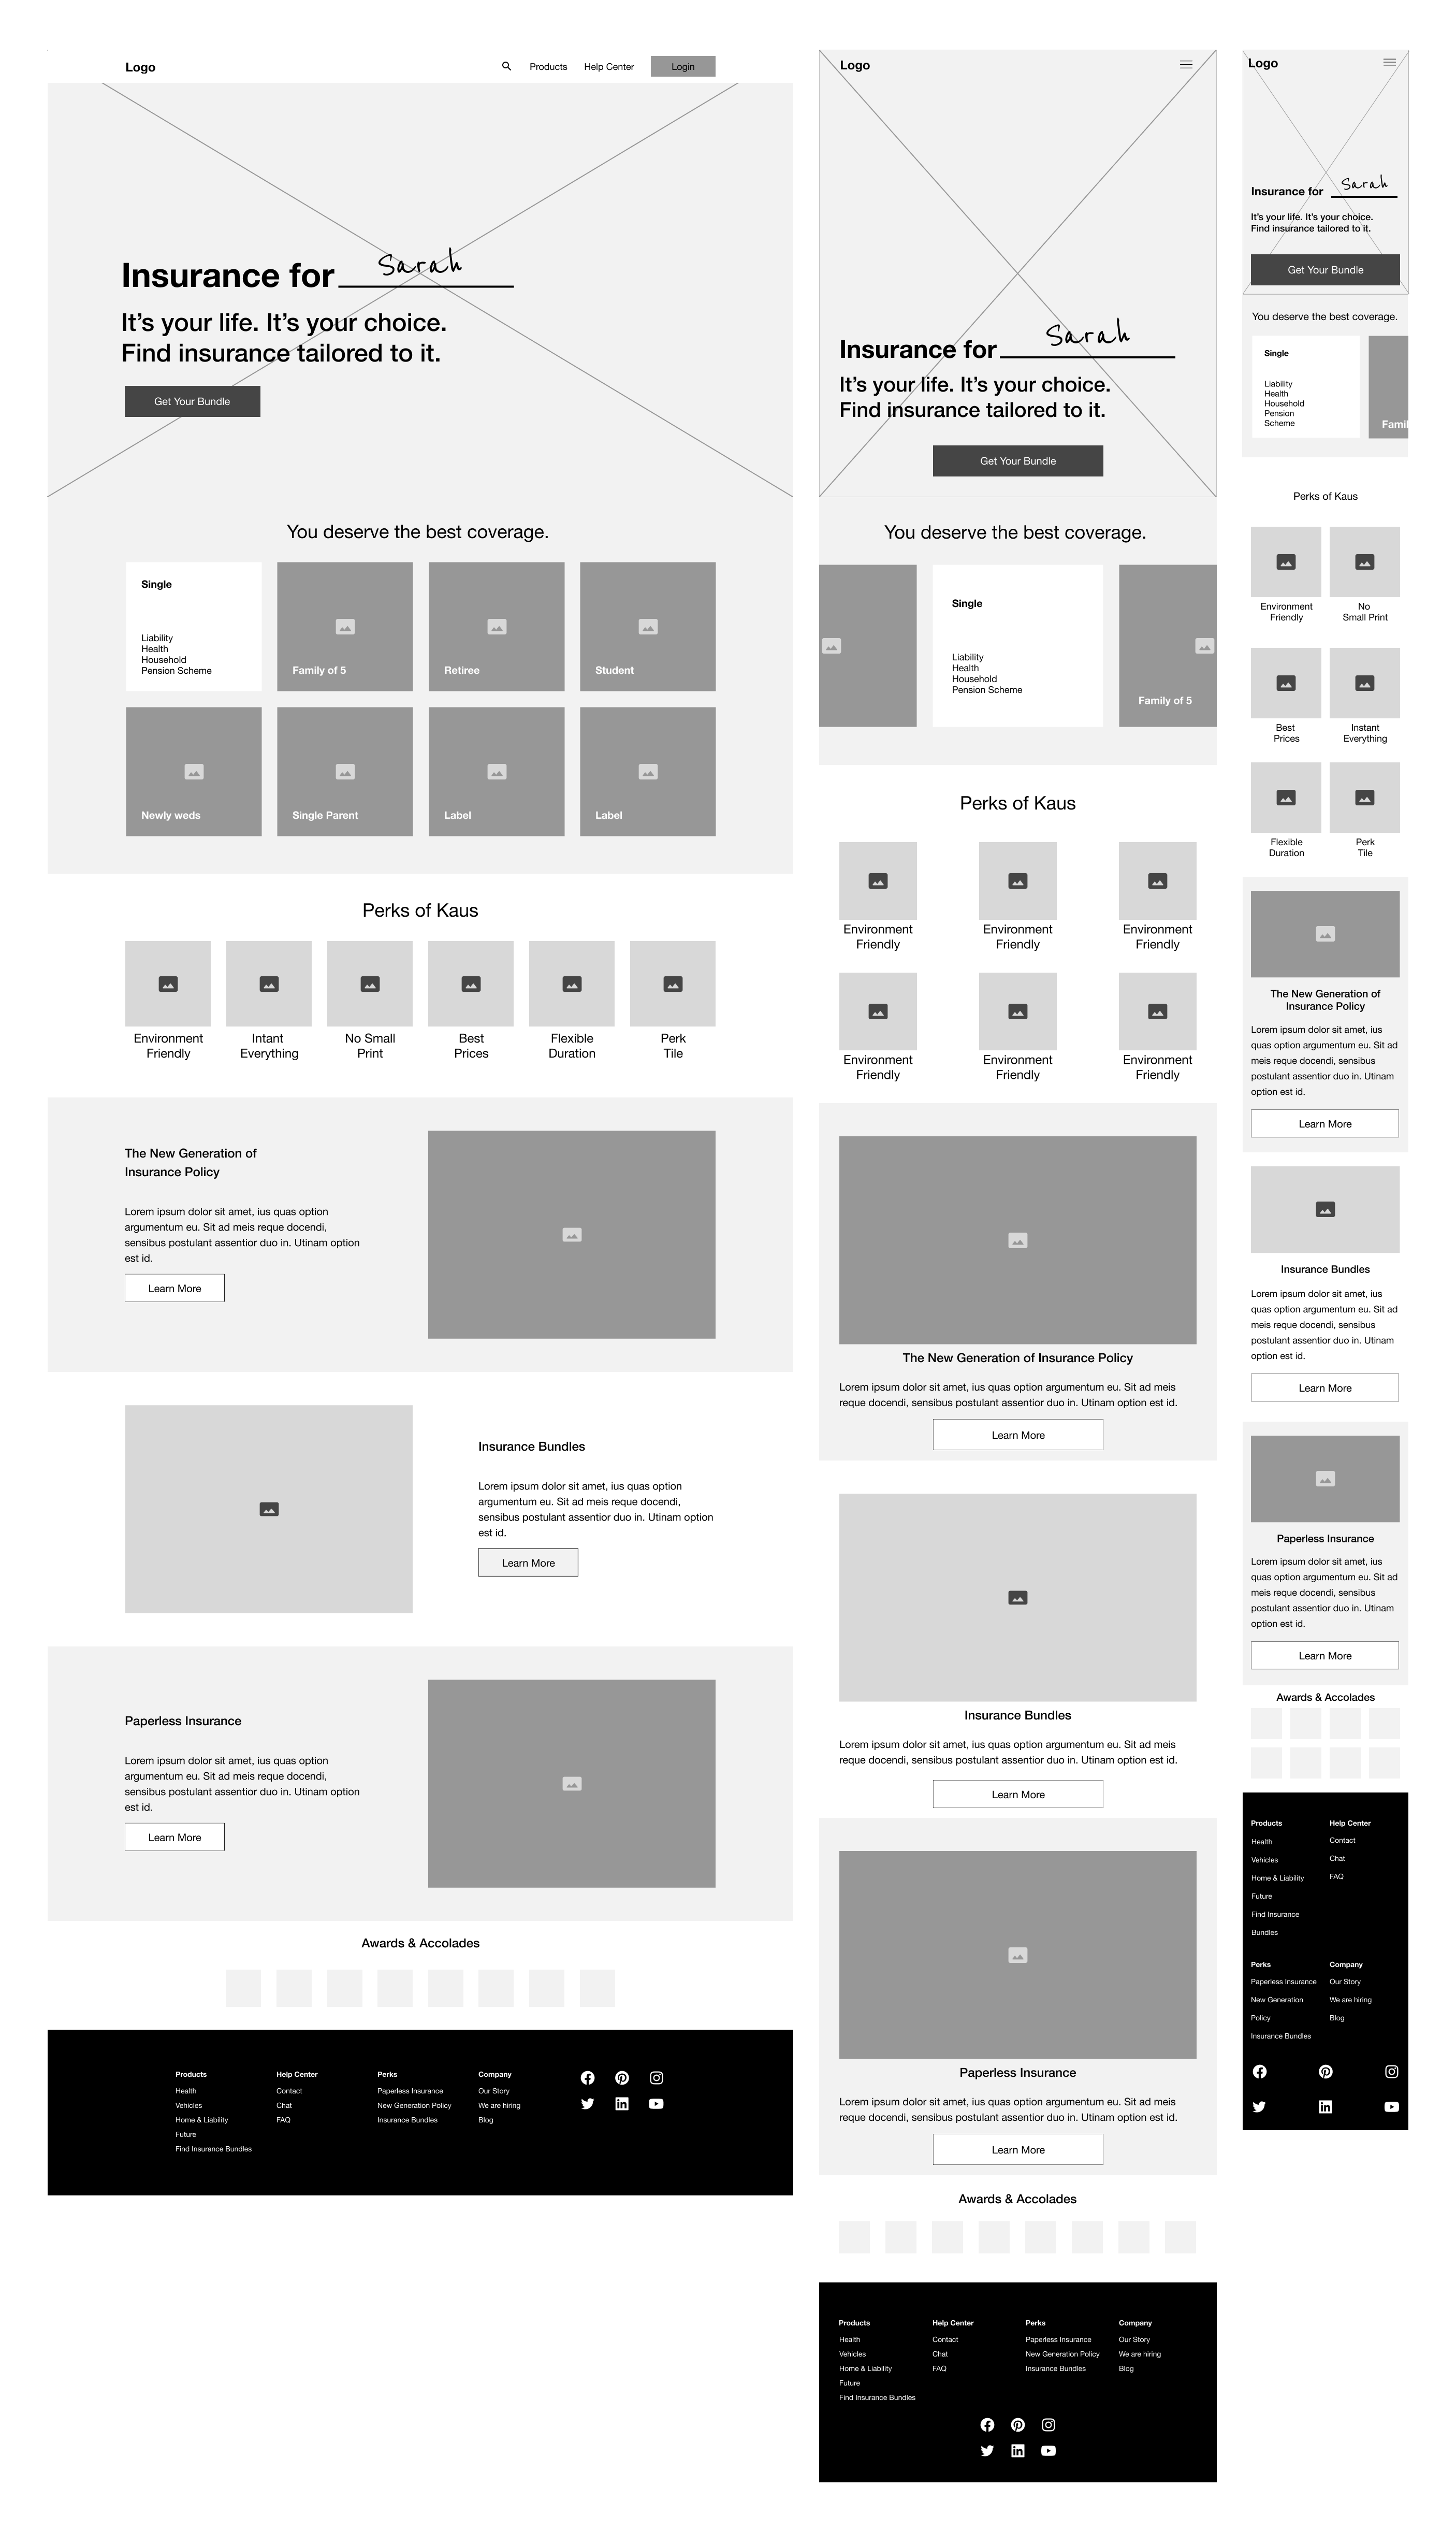 Logo
Products
Help Center
Login
Insurance for Sarah
It’s your life. It’s your choice.
Find insurance tailored to it.
Get Your Bundle
You deserve the best coverage.
Single
Liability
Health
Household
Pension Scheme
Family of 5
Retiree
Student
Newly weds
Single Parent
Label
Label
Perks of Kaus
Environment
Friendly
Intant
Everything
No Small
Print
Best
Prices
Flexible
Duration
Perk
Tile
The New Generation of
Insurance Policy
Lorem ipsum dolor sit amet, ius quas option
argumentum eu. Sit ad meis reque docendi,
sensibus postulant assentior duo in. Utinam option
est id.
Learn More
Insurance Bundles
Lorem ipsum dolor sit amet, ius quas option
argumentum eu. Sit ad meis reque docendi,
sensibus postulant assentior duo in. Utinam option
est id.
Learn More
Paperless Insurance
Lorem ipsum dolor sit amet, ius quas option
argumentum eu. Sit ad meis reque docendi,
sensibus postulant assentior duo in. Utinam option
est id.
Learn More
Awards & Accolades
Products
Health
Vehicles
Home & Liability
Future
Find Insurance Bundles
Help Center
Contact
Chat
FAQ
Perks
Paperless Insurance
New Generation Policy
Insurance Bundles
Company
Our Story
We are hiring
Blog
Logo
Insurance for Sarah
It’s your life. It’s your choice.
Find insurance tailored to it.
Get Your Bundle
You deserve the best coverage.
Single
Liability
Health
Household
Pension Scheme
Family of 5
Perks of Kaus
Environment
Friendly
Environment
Friendly
Environment
Friendly
Environment
Friendly
Environment
Friendly
Environment
Friendly
The New Generation of Insurance Policy
Lorem ipsum dolor sit amet, ius quas option argumentum eu. Sit ad meis
reque docendi, sensibus postulant assentior duo in. Utinam option est id.
Learn More
Insurance Bundles
Lorem ipsum dolor sit amet, ius quas option argumentum eu. Sit ad meis
reque docendi, sensibus postulant assentior duo in. Utinam option est id.
Learn More
Paperless Insurance
Lorem ipsum dolor sit amet, ius quas option argumentum eu. Sit ad meis
reque docendi, sensibus postulant assentior duo in. Utinam option est id.
Learn More
Awards & Accolades
Products
Health
Vehicles
Home & Liability
Future
Find Insurance Bundles
Help Center
Contact
Chat
FAQ
Perks
Paperless Insurance
New Generation Policy
Insurance Bundles
Company
Our Story
We are hiring
Blog
Logo
Insurance for Sarah
It’s your life. It’s your choice.
Find insurance tailored to it.
Get Your Bundle
You deserve the best coverage.
Single
Liability
Health
Household
Pension
Scheme
Famil
Perks of Kaus
Environment
Friendly
No
Small Print
Best
Prices
Instant
Everything
Flexible
Duration
Perk
Tile
The New Generation of
Insurance Policy
Lorem ipsum dolor sit amet, ius
quas option argumentum eu. Sit ad
meis reque docendi, sensibus
postulant assentior duo in. Utinam
option est id.
Learn More
Insurance Bundles
Lorem ipsum dolor sit amet, ius
quas option argumentum eu. Sit ad
meis reque docendi, sensibus
postulant assentior duo in. Utinam
option est id.
Learn More
Paperless Insurance
Lorem ipsum dolor sit amet, ius
quas option argumentum eu. Sit ad
meis reque docendi, sensibus
postulant assentior duo in. Utinam
option est id.
Learn More
Awards & Accolades
Products
Health
Vehicles
Home & Liability
Future
Find Insurance
Bundles
Help Center
Contact
Chat
FAQ
Perks
Paperless Insurance
New Generation
Policy
Insurance Bundles
Company
Our Story
We are hiring
Blog